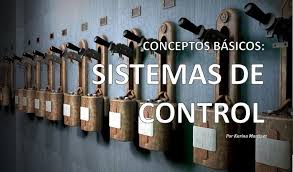 CONCEPTOS BÁSICOS:
SISTEMAS DE
CONTROL
Por Karina